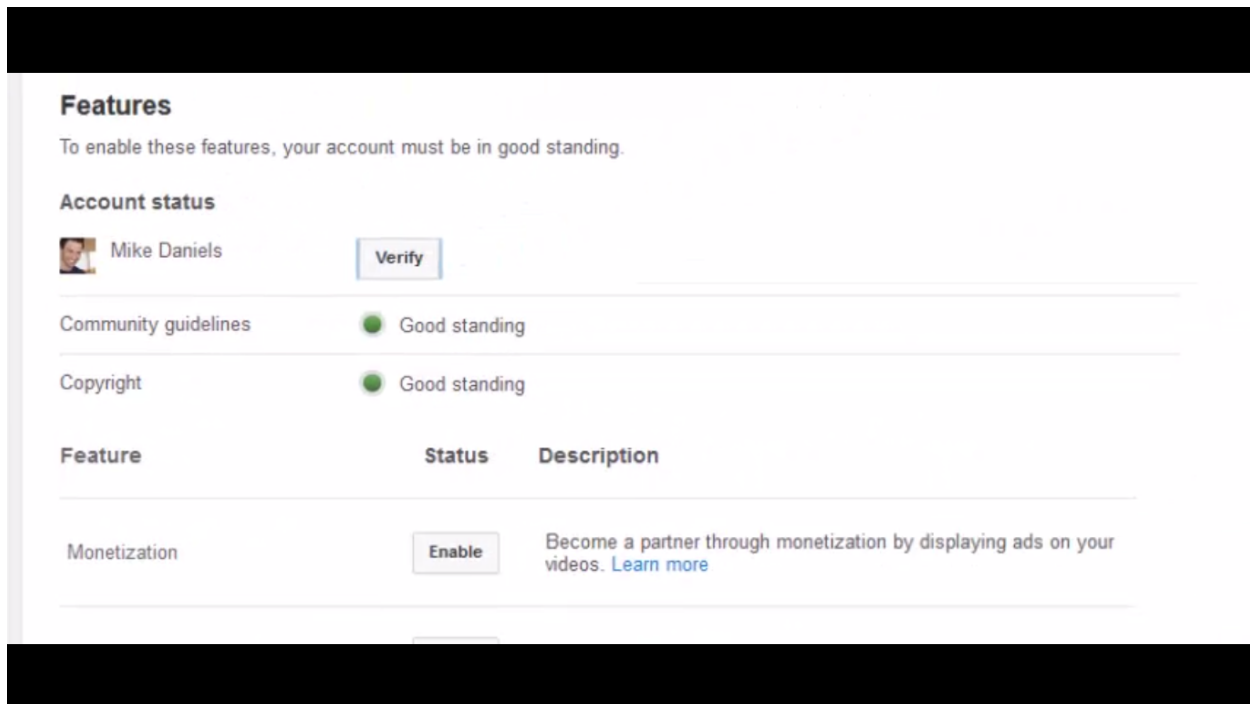 Features
To enable these features, your account must be in good standing.
Account status
Mike Daniels Verify
Community guidelines Good standing
Copyright Good standing
Feature Status Description
Monetization Enable Become a partner through monetization by displaying ads on your
videos. Learn more